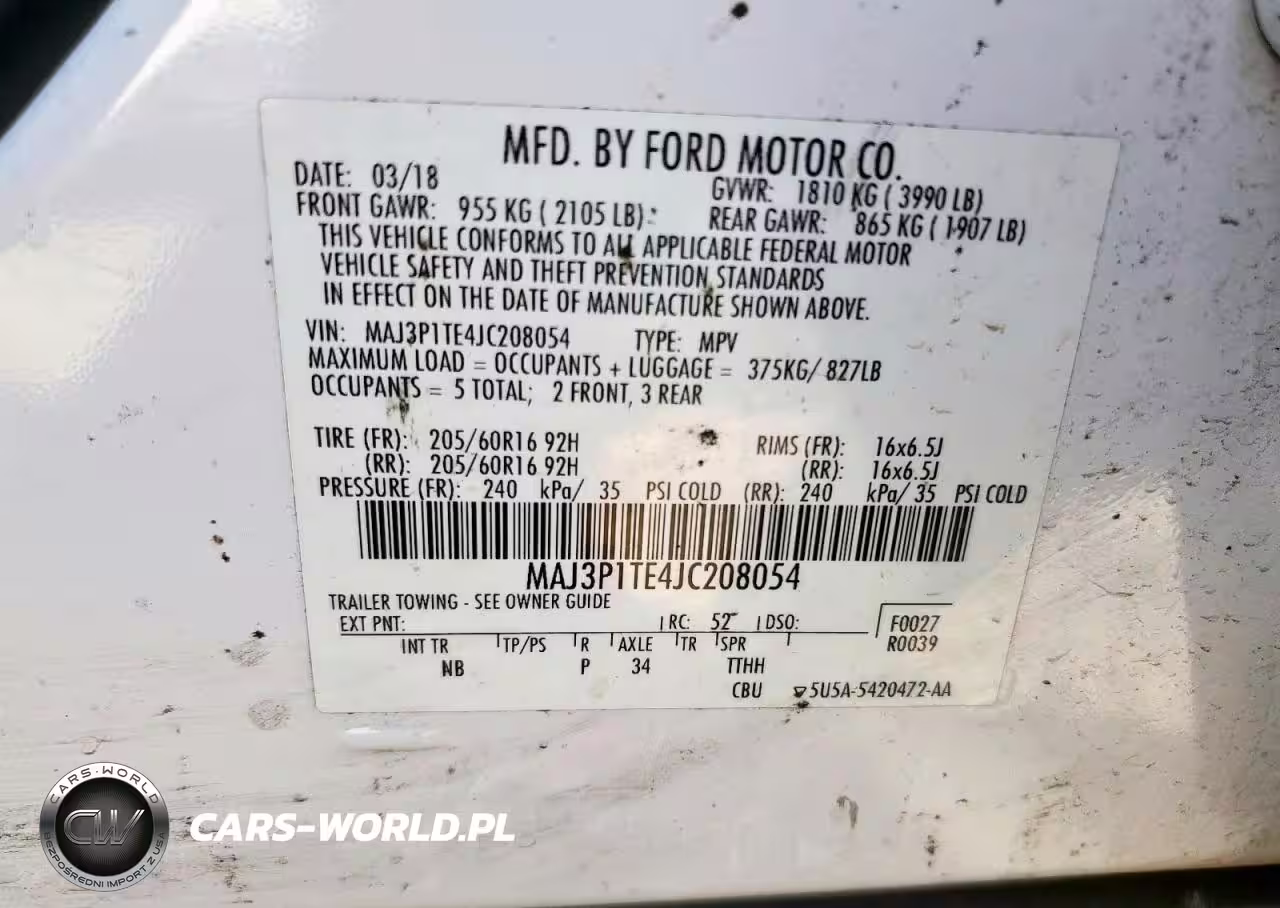 MFD. BY FORD MOTOR CO.
DATE: 03/18 GVWR: 1810 KG ( 3990 LB)
FRONT GAWR: 955 KG ( 2105 LB) REAR GAWR: 865 KG ( 1907 LB)
THIS VEHICLE CONFORMS TO ALL APPLICABLE FEDERAL MOTOR
VEHICLE SAFETY AND THEFT PREVENTION STANDARDS
IN EFFECT ON THE DATE OF MANUFACTURE SHOWN ABOVE.
VIN: MAJ3P1TE4JC208054 TYPE: MPV
MAXIMUM LOAD = OCCUPANTS + LUGGAGE = 375KG/ 827LB
OCCUPANTS = 5 TOTAL; 2 FRONT, 3 REAR
TIRE (FR): 205/60R16 92H RIMS (FR): 16x6.5J
(RR): 205/60R16 92H (RR): 16x6.5J
PRESSURE (FR): 240 kPa/ 35 PSI COLD (RR): 240 kPa/ 35 PSI COLD
MAJ3P1TE4JC208054
TRAILER TOWING - SEE OWNER GUIDE
EXT PNT: RC: 52 DSO: F0027
INT TR TP/PS R AXLE TR SPR R0039
NB P 34 TTHH
CBU 5U5A-5420472-AA
CARS-WORLD
CW
BEZPOŚREDNI IMPORT Z USA
CARS-WORLD.PL